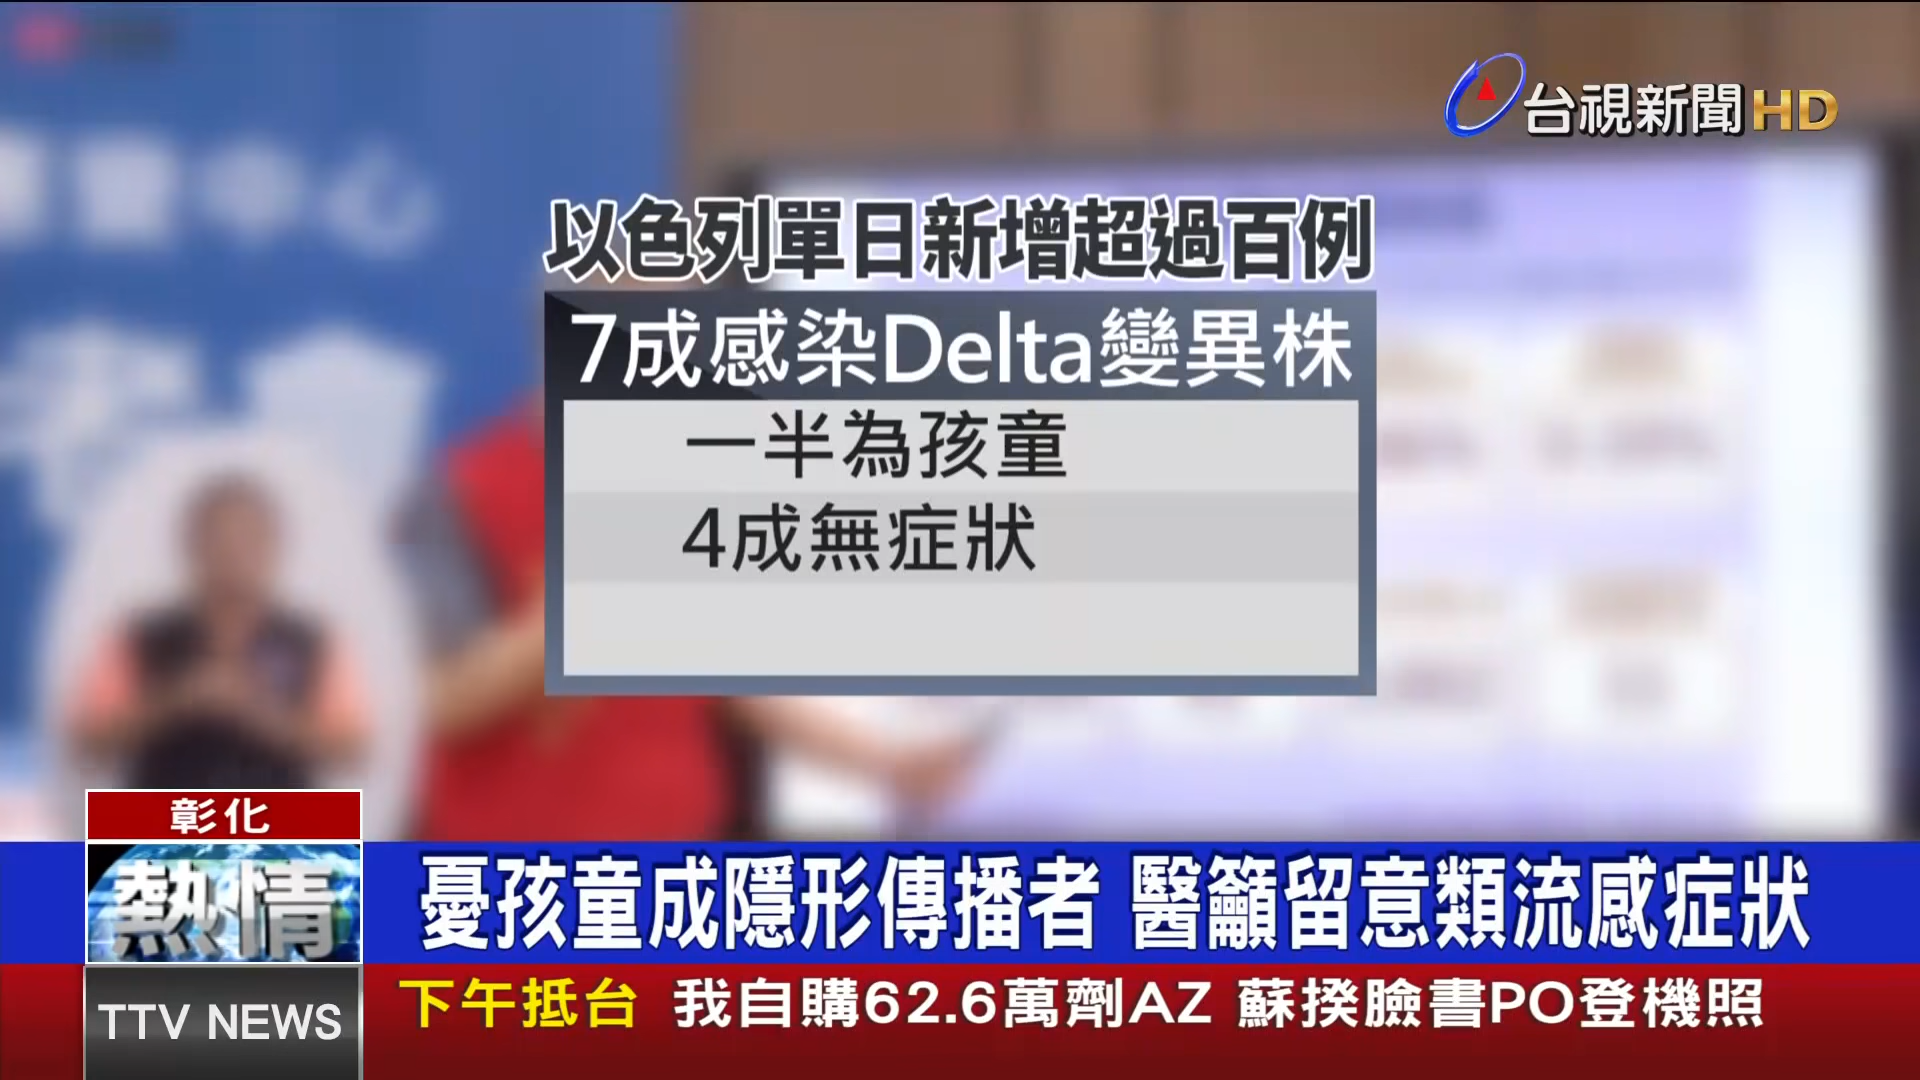 台視新聞HD
以色列單日新增超過百例
7成感染Delta變異株
一半為孩童
4成無症狀
彰化
熱情
憂孩童成隱形傳播者 醫籲留意類流感症狀
TTV NEWS
下午抵台 我自購62.6萬劑AZ 蘇揆臉書PO登機照